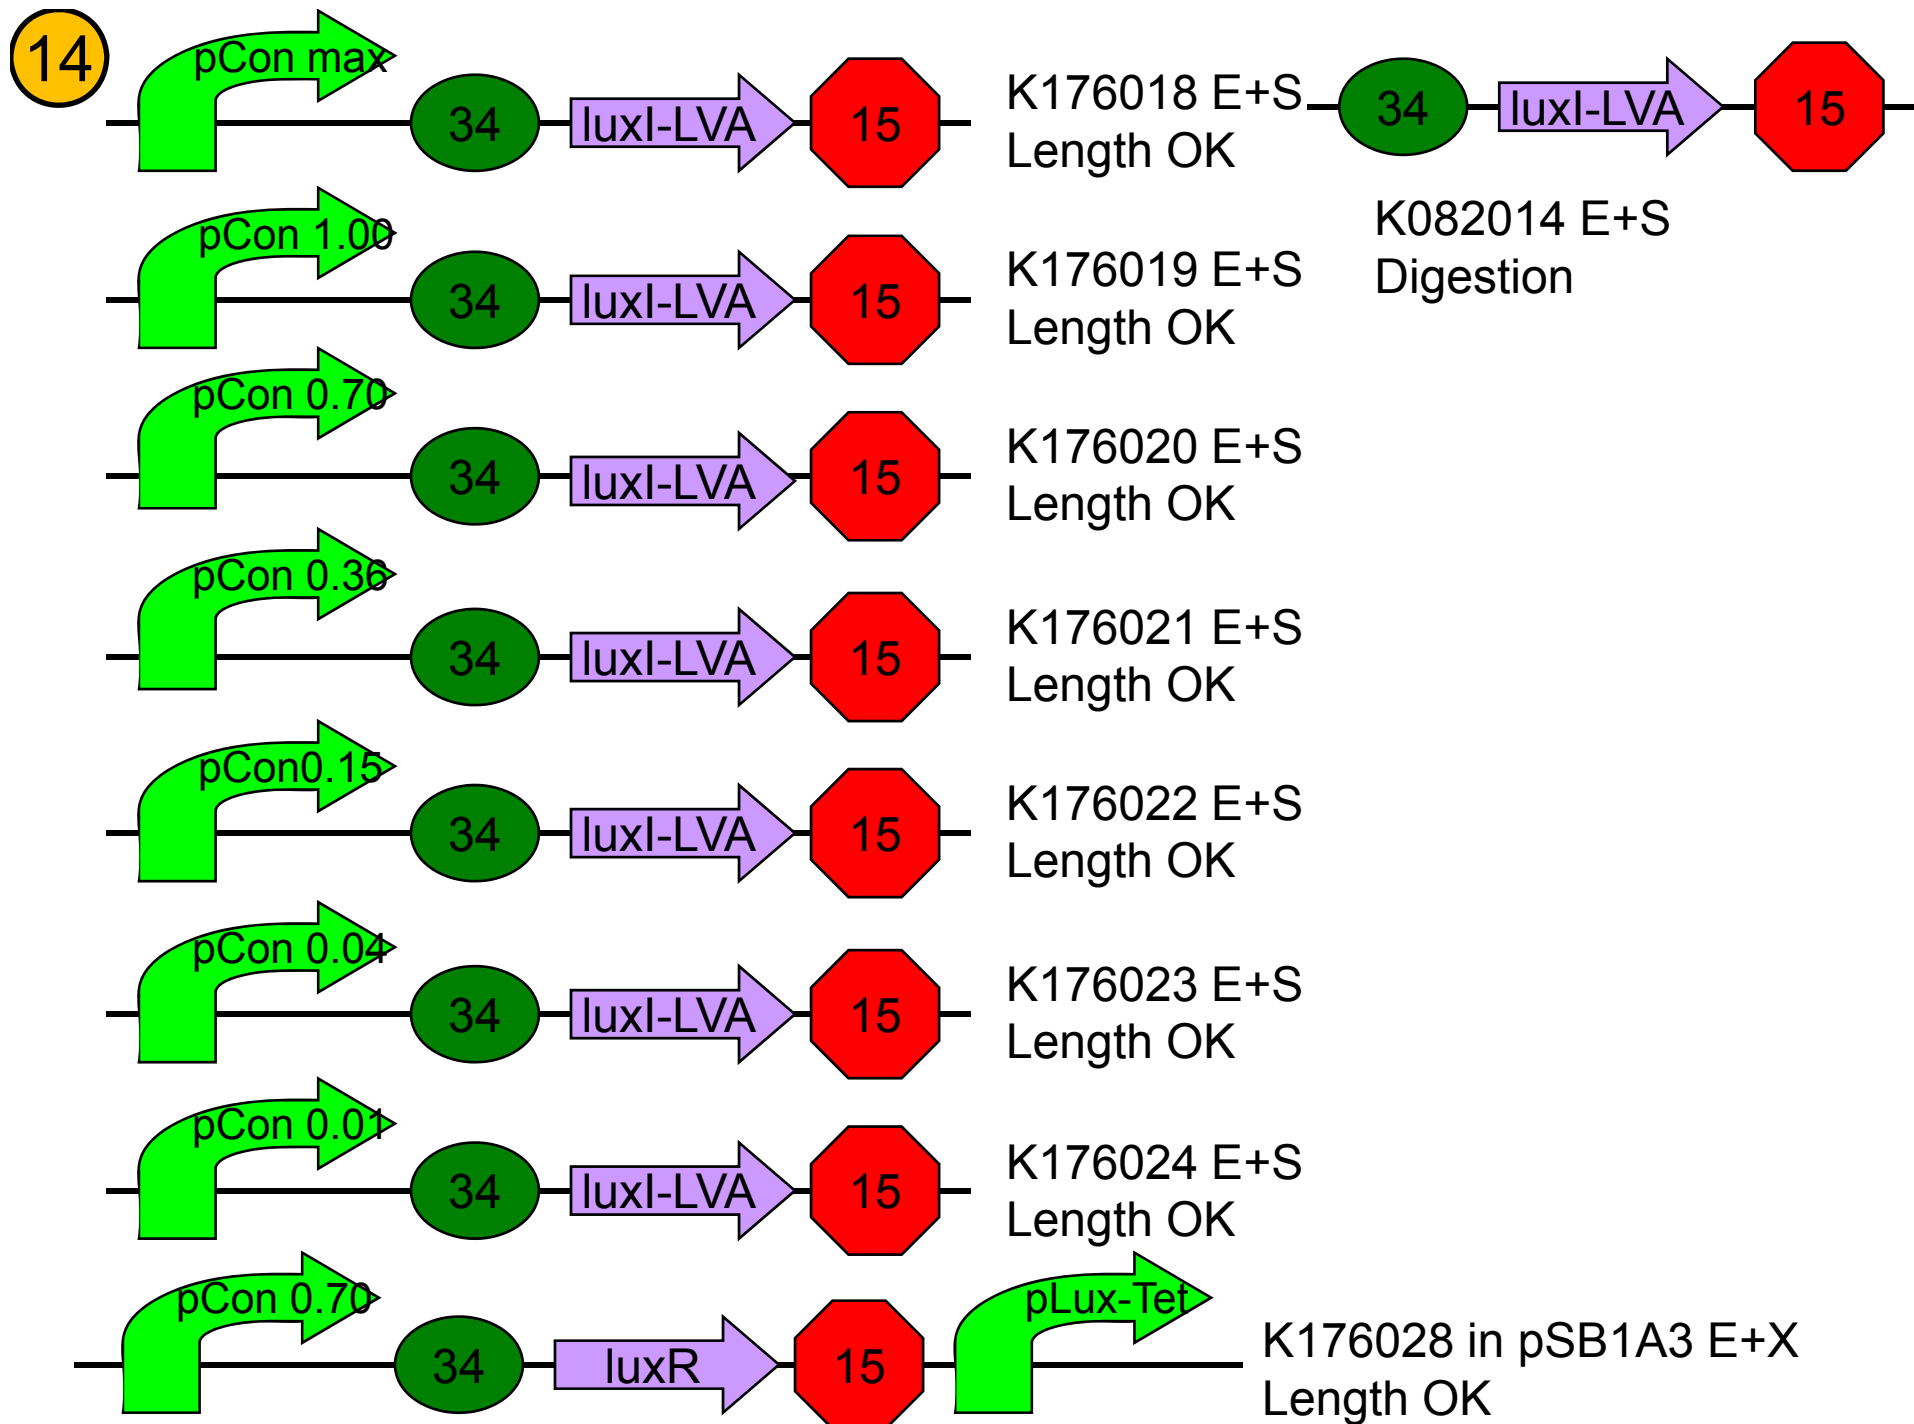 14
pCon max
34 luxI-LVA 15
K176018 E+S
Length OK
34 luxI-LVA 15
K082014 E+S
Digestion
pCon 1.00
34 luxI-LVA 15
K176019 E+S
Length OK
pCon 0.70
34 luxI-LVA 15
K176020 E+S
Length OK
pCon 0.36
34 luxI-LVA 15
K176021 E+S
Length OK
pCon0.15
34 luxI-LVA 15
K176022 E+S
Length OK
pCon 0.04
34 luxI-LVA 15
K176023 E+S
Length OK
pCon 0.01
34 luxI-LVA 15
K176024 E+S
Length OK
pCon 0.70
34 luxR 15
pLux-Tet
K176028 in pSB1A3 E+X
Length OK